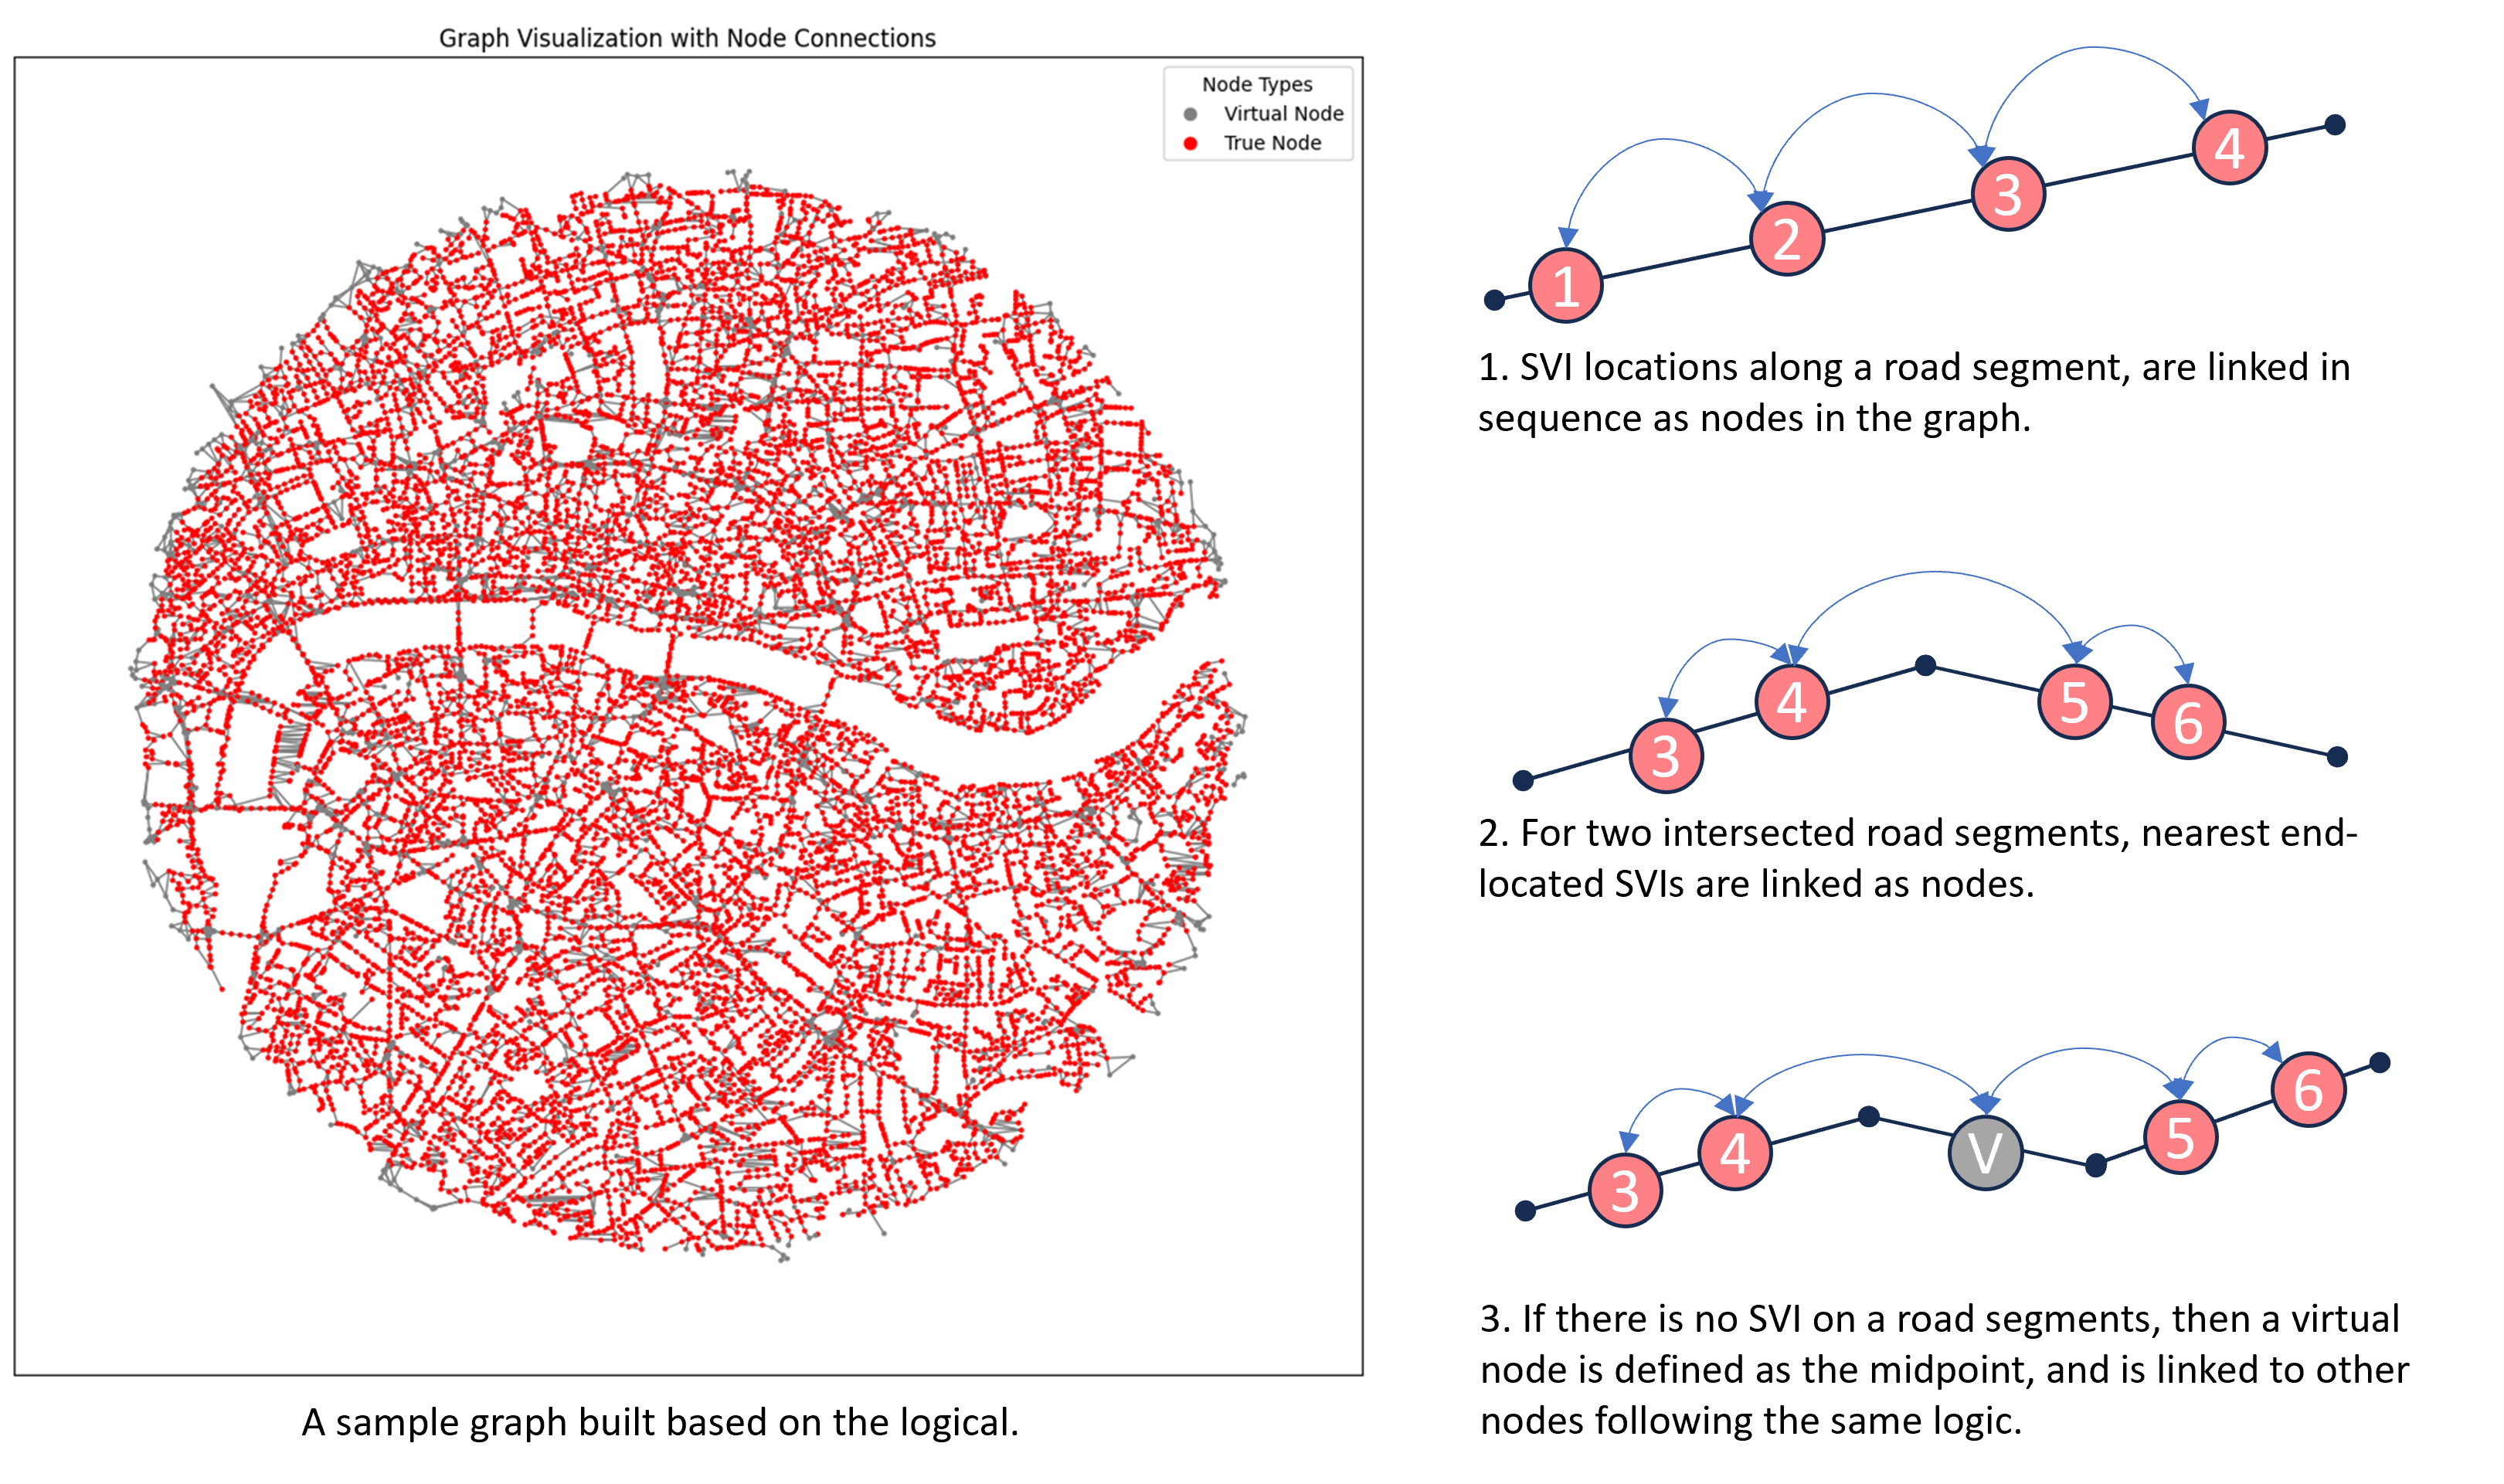 Graph Visualization with Node Connections
Node Types
Virtual Node
True Node
A sample graph built based on the logical.
1
2
3
4
1. SVI locations along a road segment, are linked in
sequence as nodes in the graph.
3
4
5
6
2. For two intersected road segments, nearest end-
located SVIs are linked as nodes.
3
4
V
5
6
3. If there is no SVI on a road segments, then a virtual
node is defined as the midpoint, and is linked to other
nodes following the same logic.